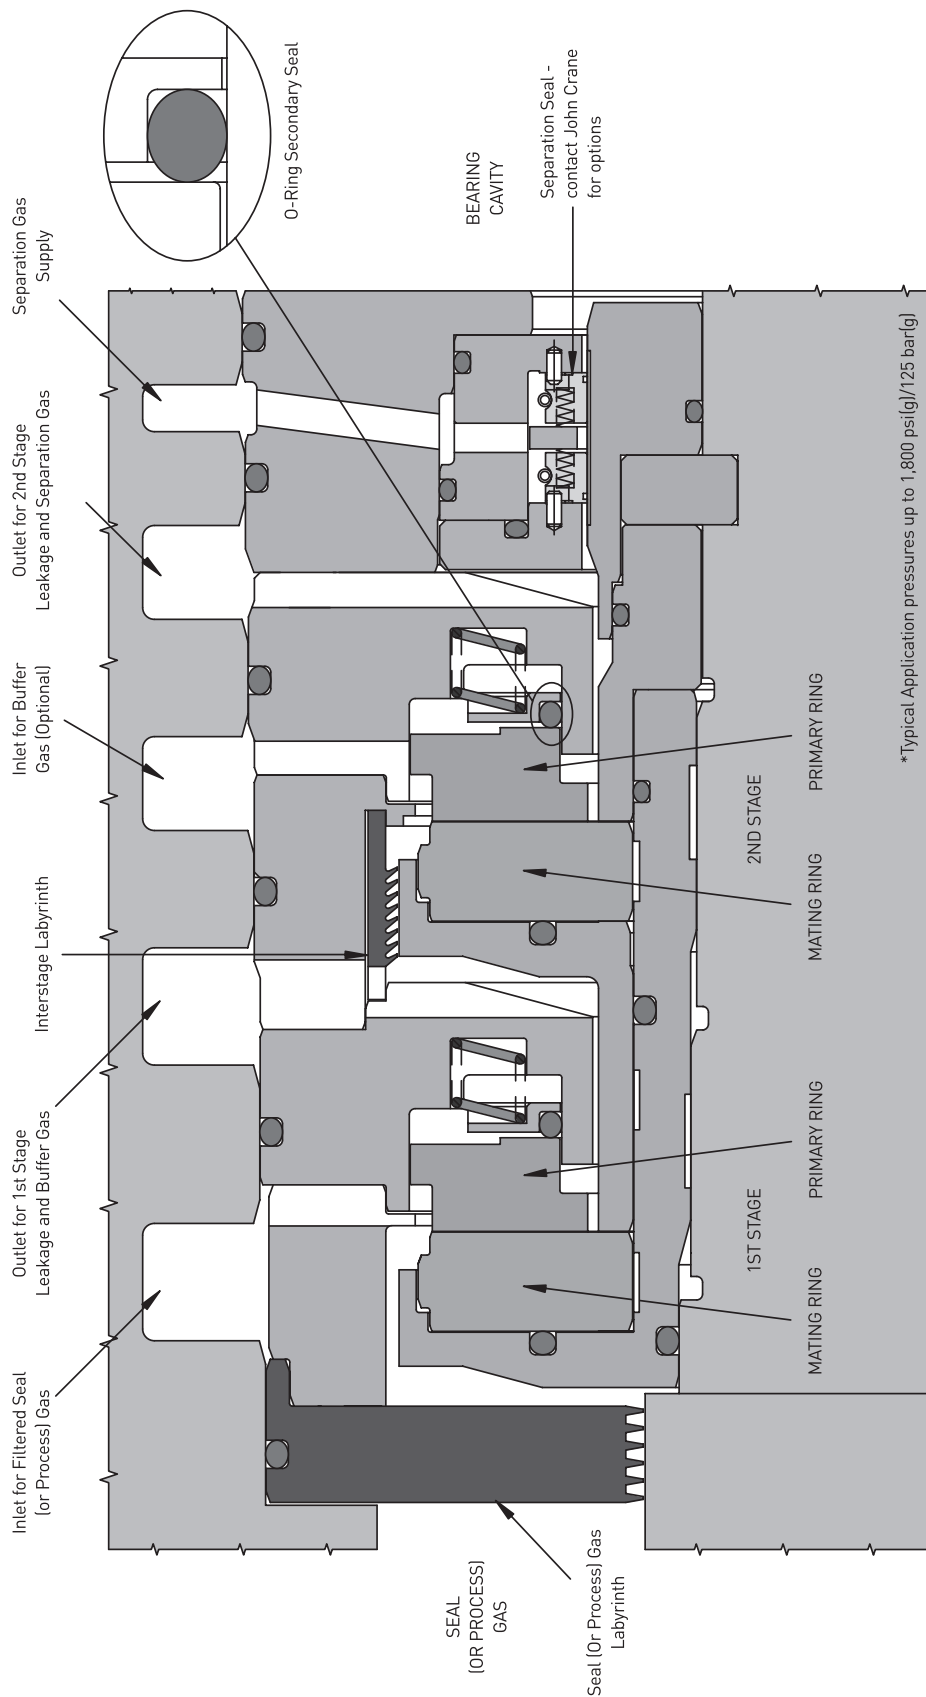 Inlet for Filtered Seal
(or Process) Gas
Outlet for 1st Stage
Leakage and Buffer Gas
Interstage Labyrinth
Inlet for Buffer
Gas (Optional)
Outlet for 2nd Stage
Leakage and Separation Gas
Separation Gas
Supply
O-Ring Secondary Seal
SEAL
(OR PROCESS)
GAS
BEARING
CAVITY
Seal (Or Process) Gas
Labyrinth
Separation Seal -
contact John Crane
for options
1ST STAGE
2ND STAGE
MATING RING
PRIMARY RING
MATING RING
PRIMARY RING
*Typical Application pressures up to 1,800 psi(g)/125 bar(g)